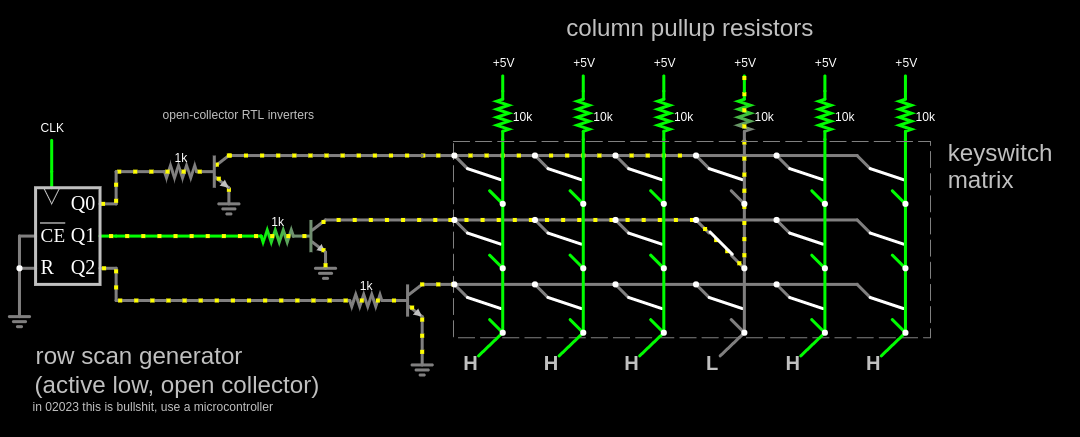 column pullup resistors
+5V +5V +5V +5V +5V +5V
10k 10k 10k 10k 10k 10k
open-collector RTL inverters
CLK
1k
keyswitch
matrix
Q0
CE Q1
1k
R Q2
1k
row scan generator
(active low, open collector)
in 02023 this is bullshit, use a microcontroller
H H H L H H